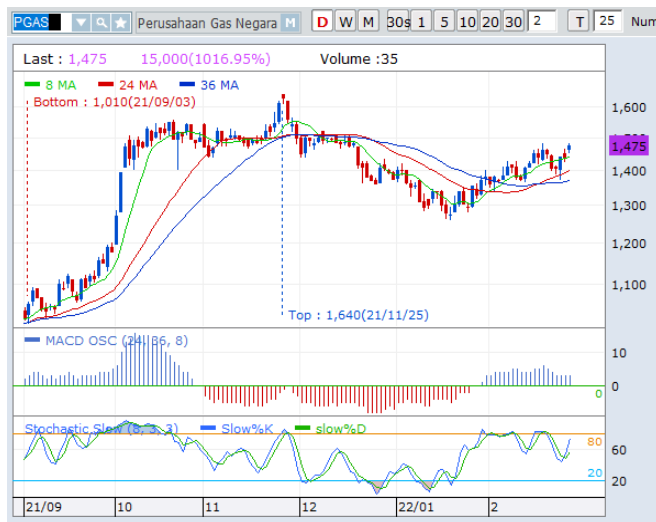 PGAS Perusahaan Gas Negara M D W M 30s 1 5 10 20 30 2 T 25 Num
Last : 1,475 15,000(1016.95%) Volume :35
8 MA 24 MA 36 MA
Bottom : 1,010(21/09/03)
1,600
1,475
1,400
1,300
1,200
1,100
Top : 1,640(21/11/25)
MACD OSC (24, 36, 8)
10
0 0
Stochastic Slow (8, 3, 3) Slow%K slow%D
80
60
20
20
21/09 10 11 12 22/01 2